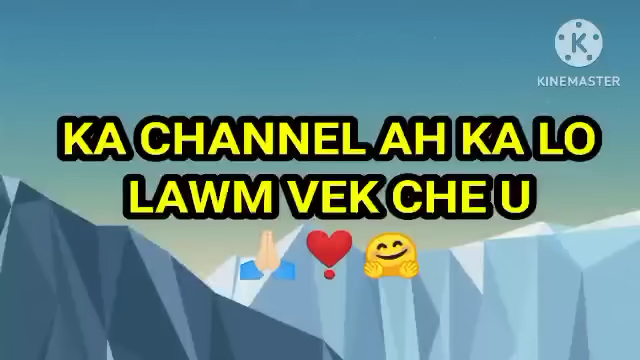 KINEMASTER
KA CHANNEL AH KA LO
LAWM VEK CHE U
🙏🏻❣️🤗